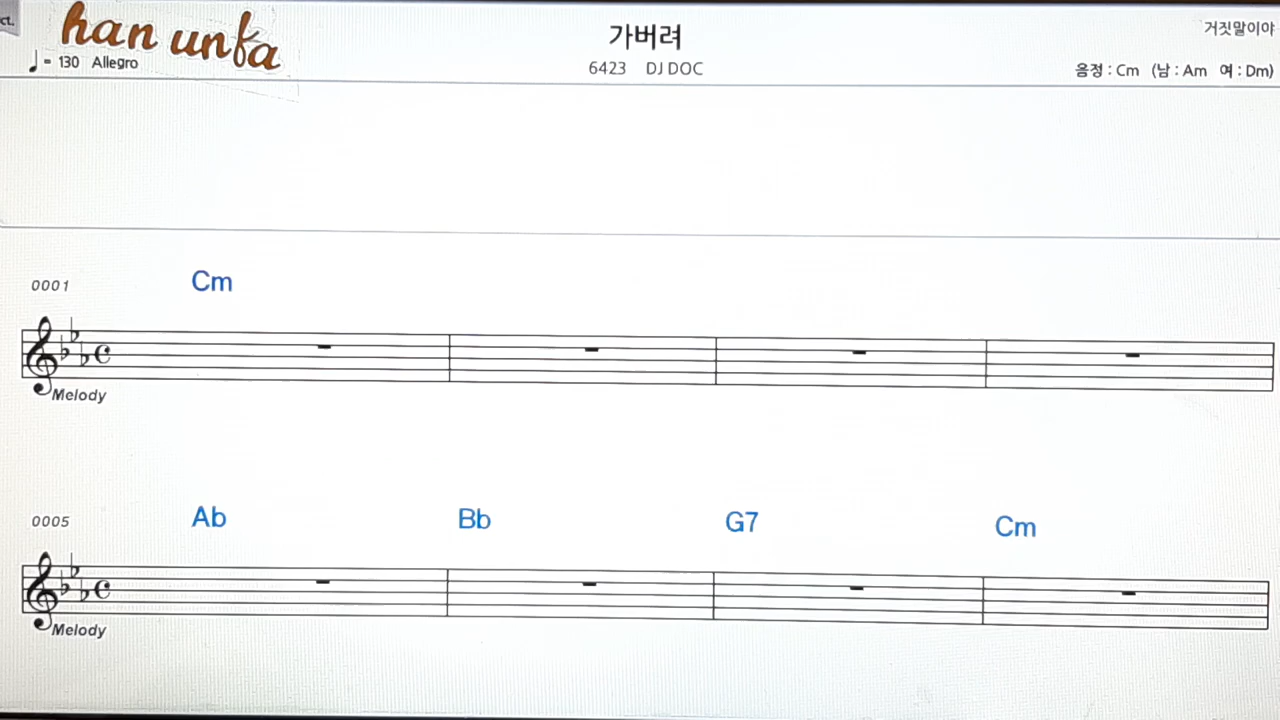 ct.
han unfa
가버려
거짓말이야
♩= 130 Allegro
6423 DJ DOC
음정 : Cm (남 : Am 여 : Dm)
0001 Cm
Melody
0005 Ab Bb G7 Cm
Melody